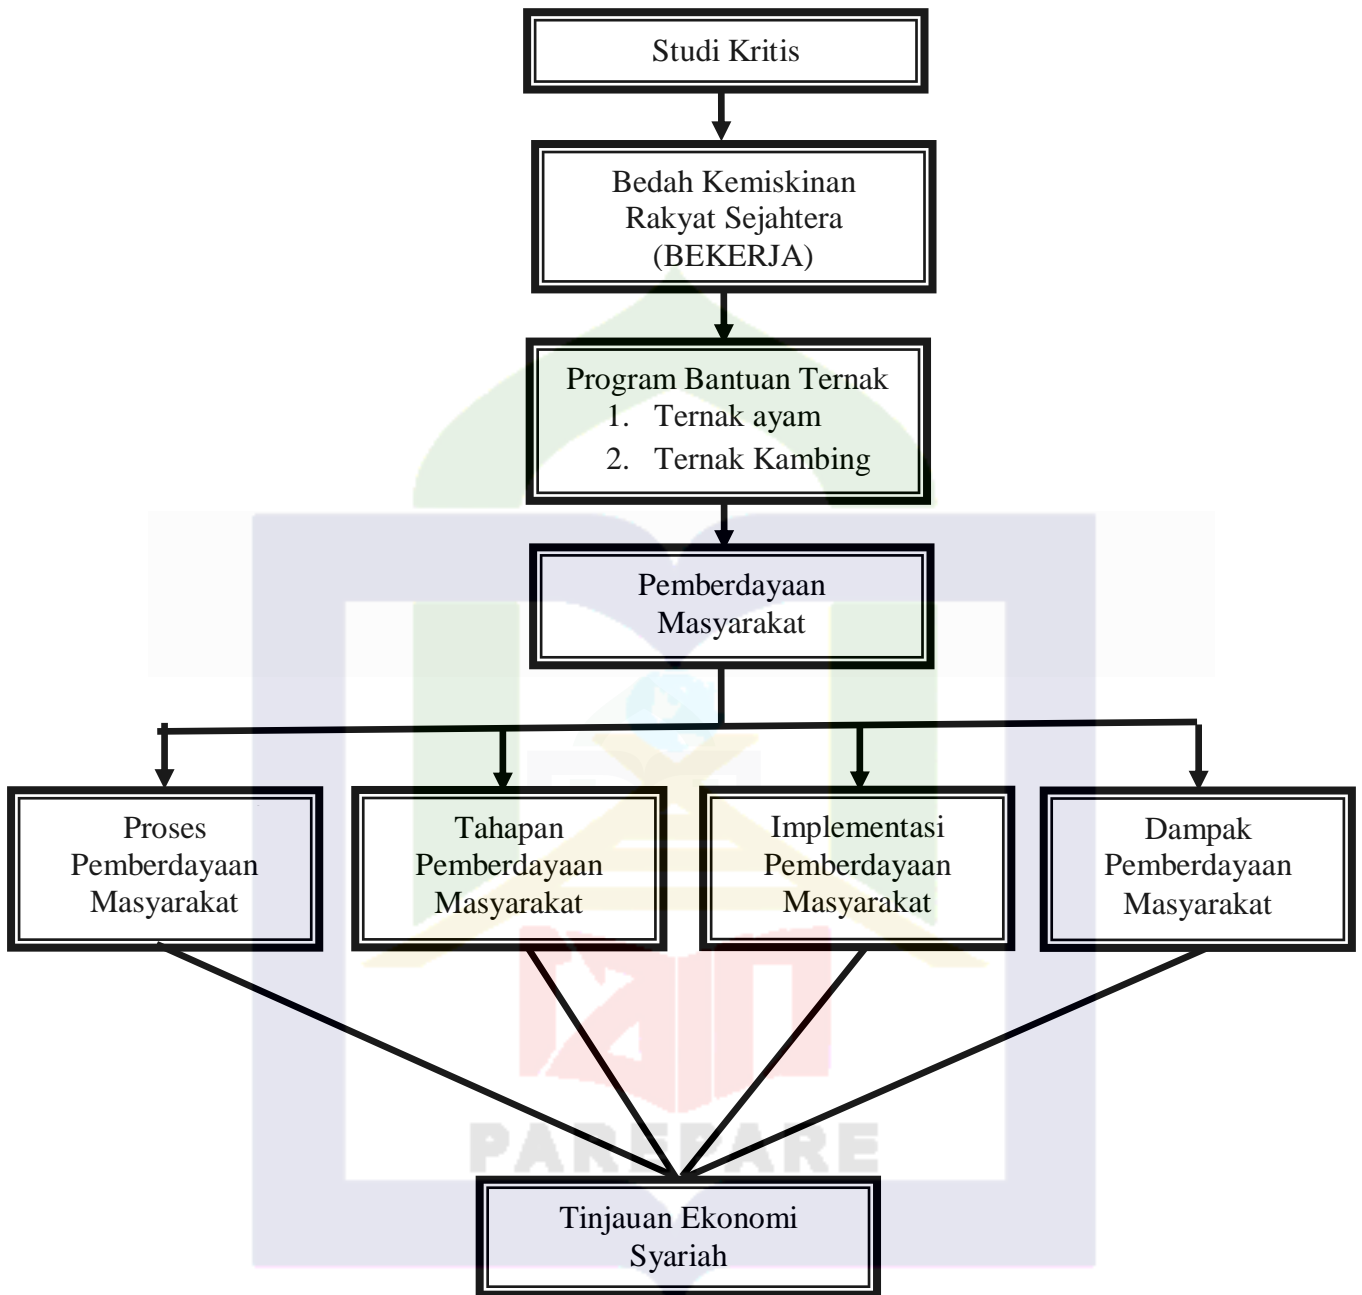 Studi Kritis
Bedah Kemiskinan
Rakyat Sejahtera
(BEKERJA)
Program Bantuan Ternak
1. Ternak ayam
2. Ternak Kambing
Pemberdayaan
Masyarakat
Proses
Pemberdayaan
Masyarakat
Tahapan
Pemberdayaan
Masyarakat
Implementasi
Pemberdayaan
Masyarakat
Dampak
Pemberdayaan
Masyarakat
PAREPARE
Tinjauan Ekonomi
Syariah